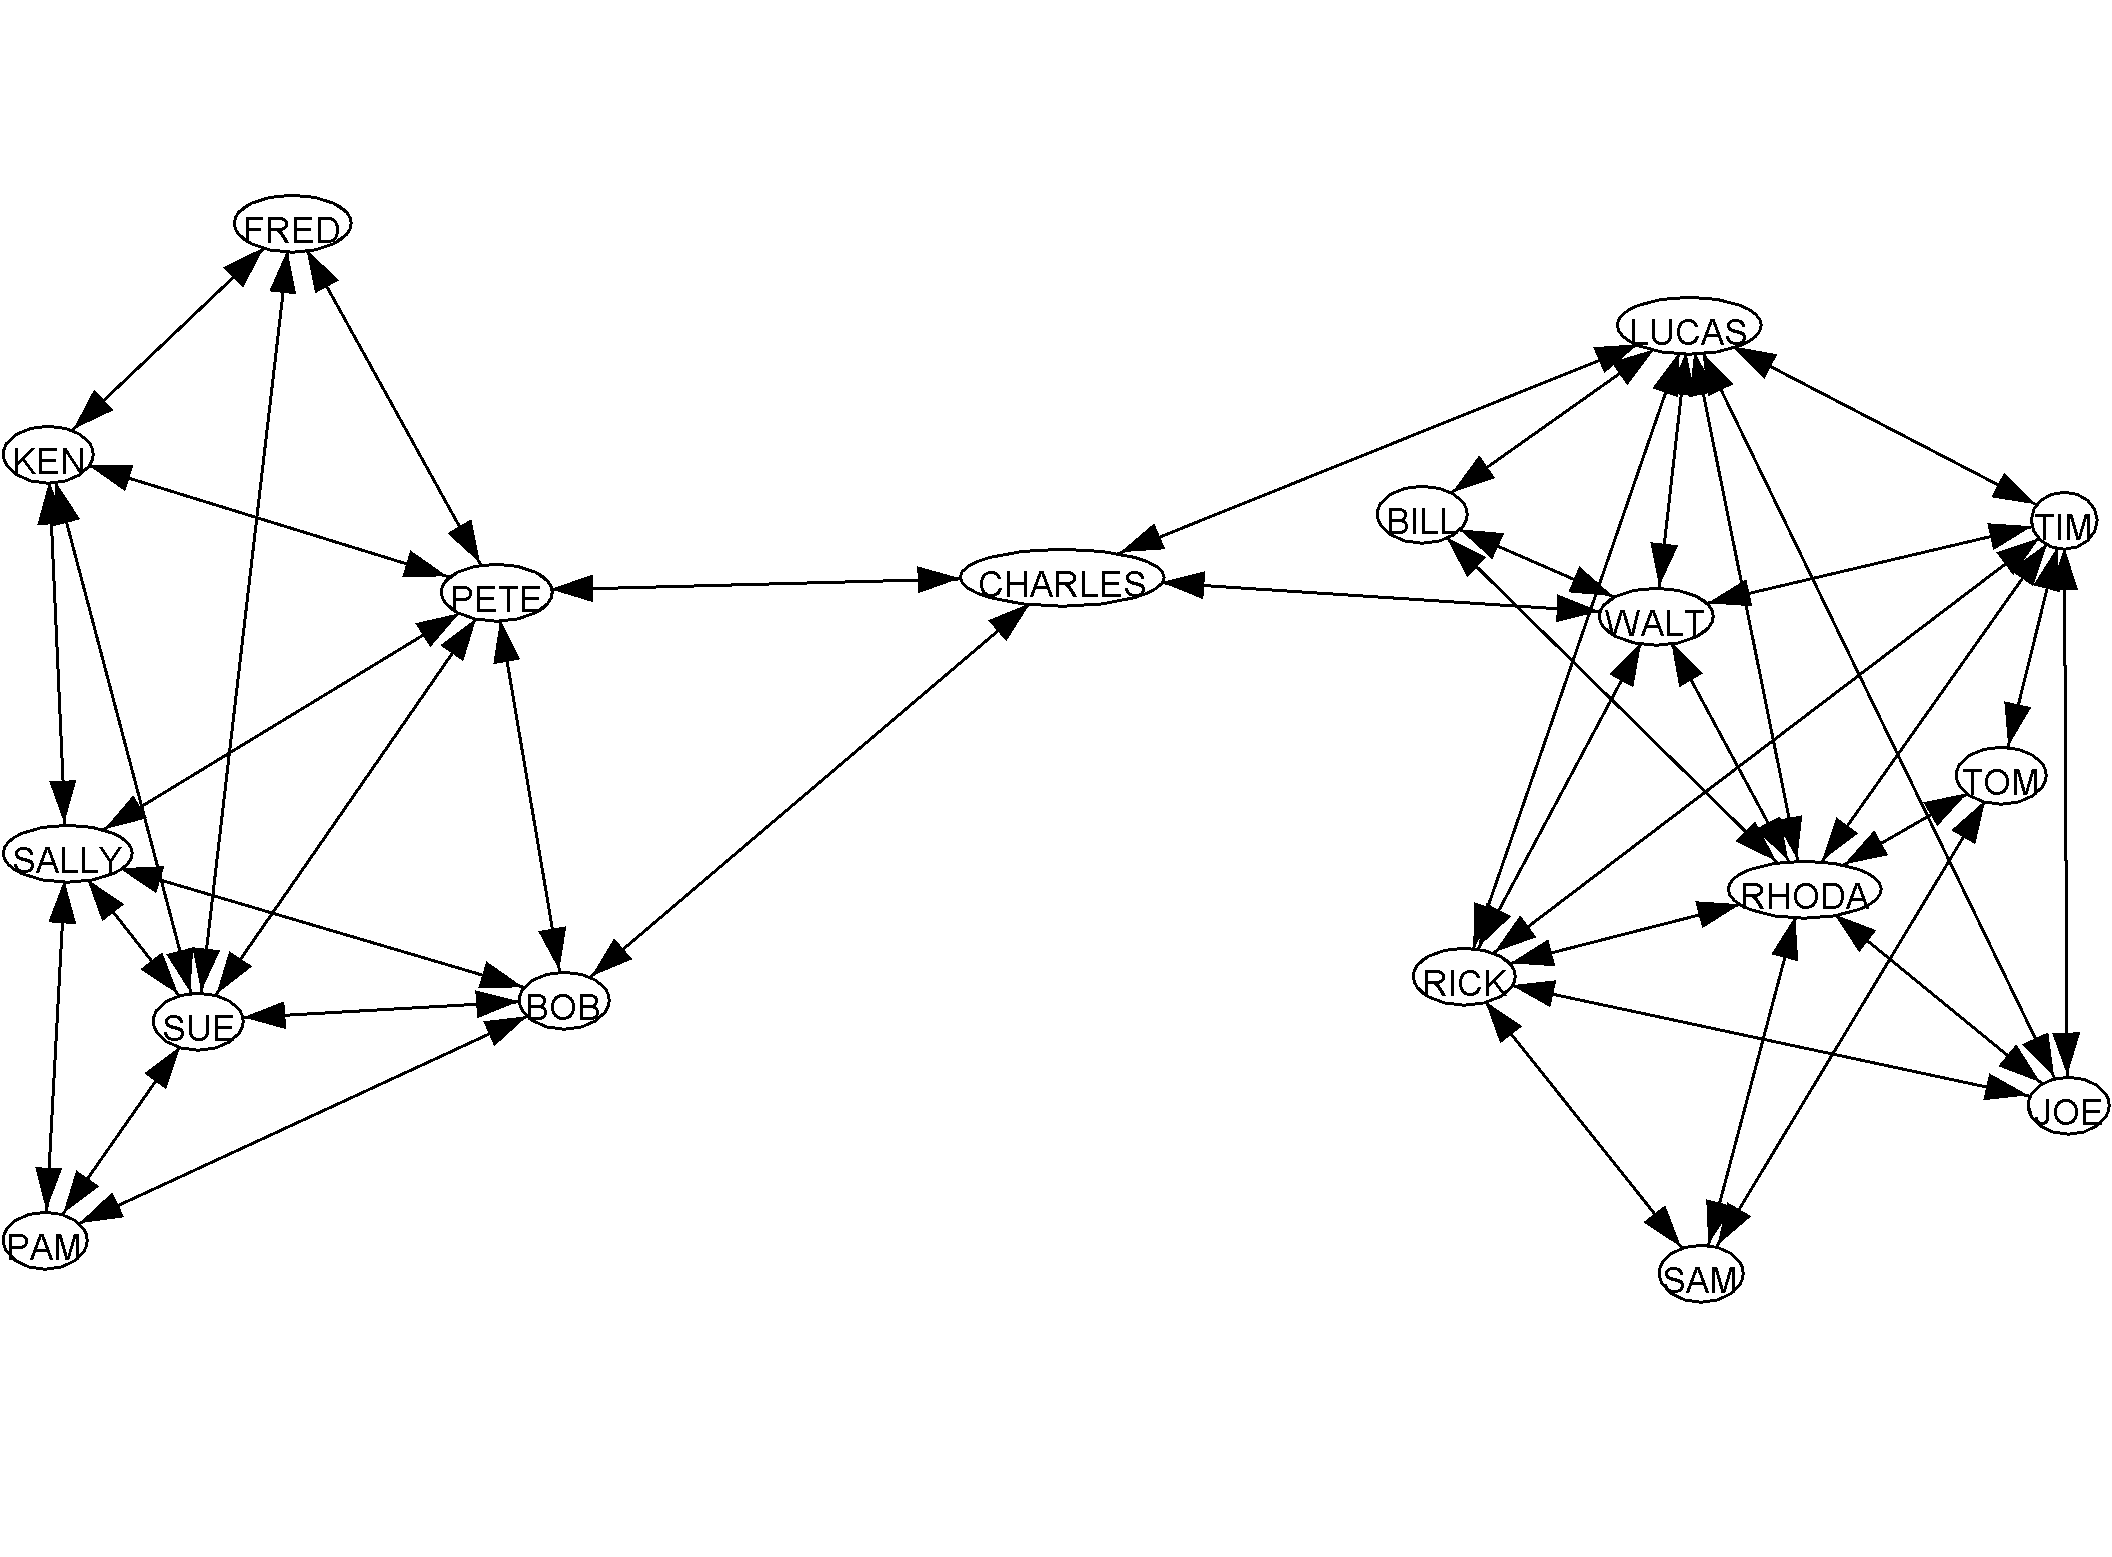 FRED
LUCAS
KEN
BILL
TIM
PETE
CHARLES
WALT
TOM
SALLY
RHODA
RICK
SUE
BOB
JOE
PAM
SAM